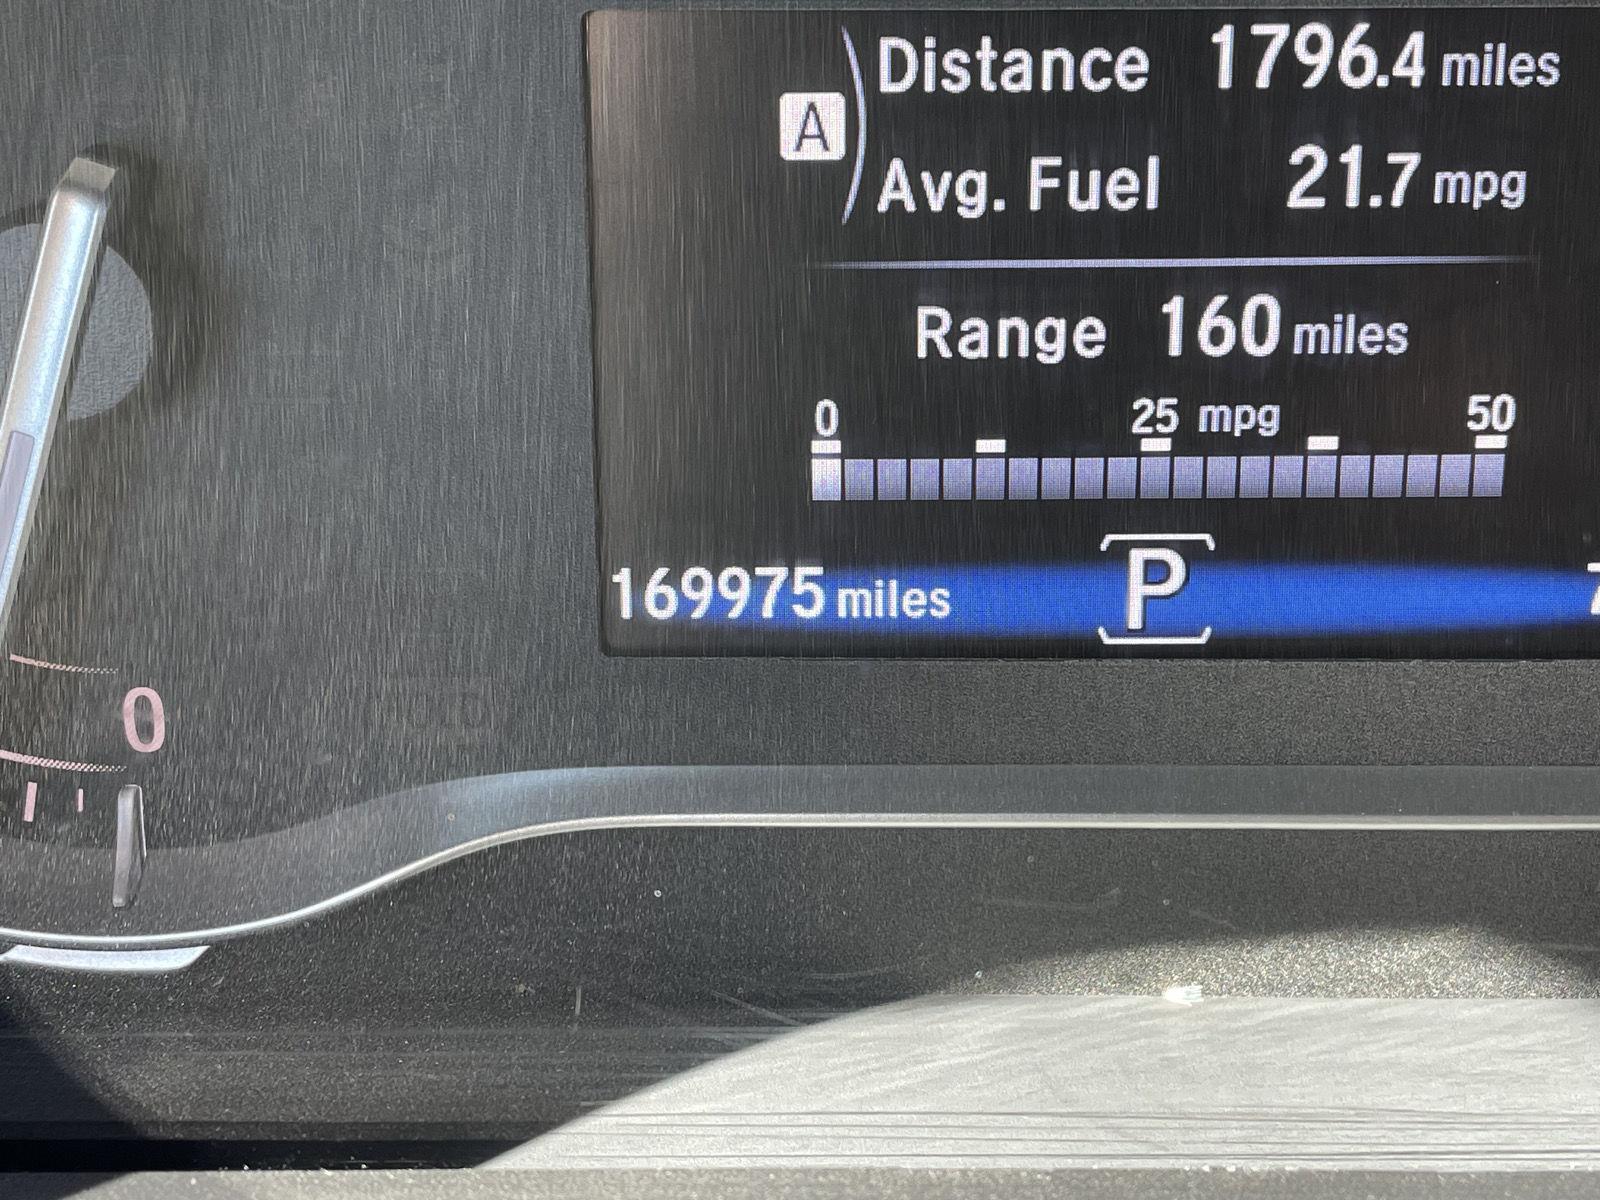 A
Distance 1796.4 miles
Avg. Fuel 21.7 mpg
Range 160 miles
0 25 mpg 50
169975 miles P
0